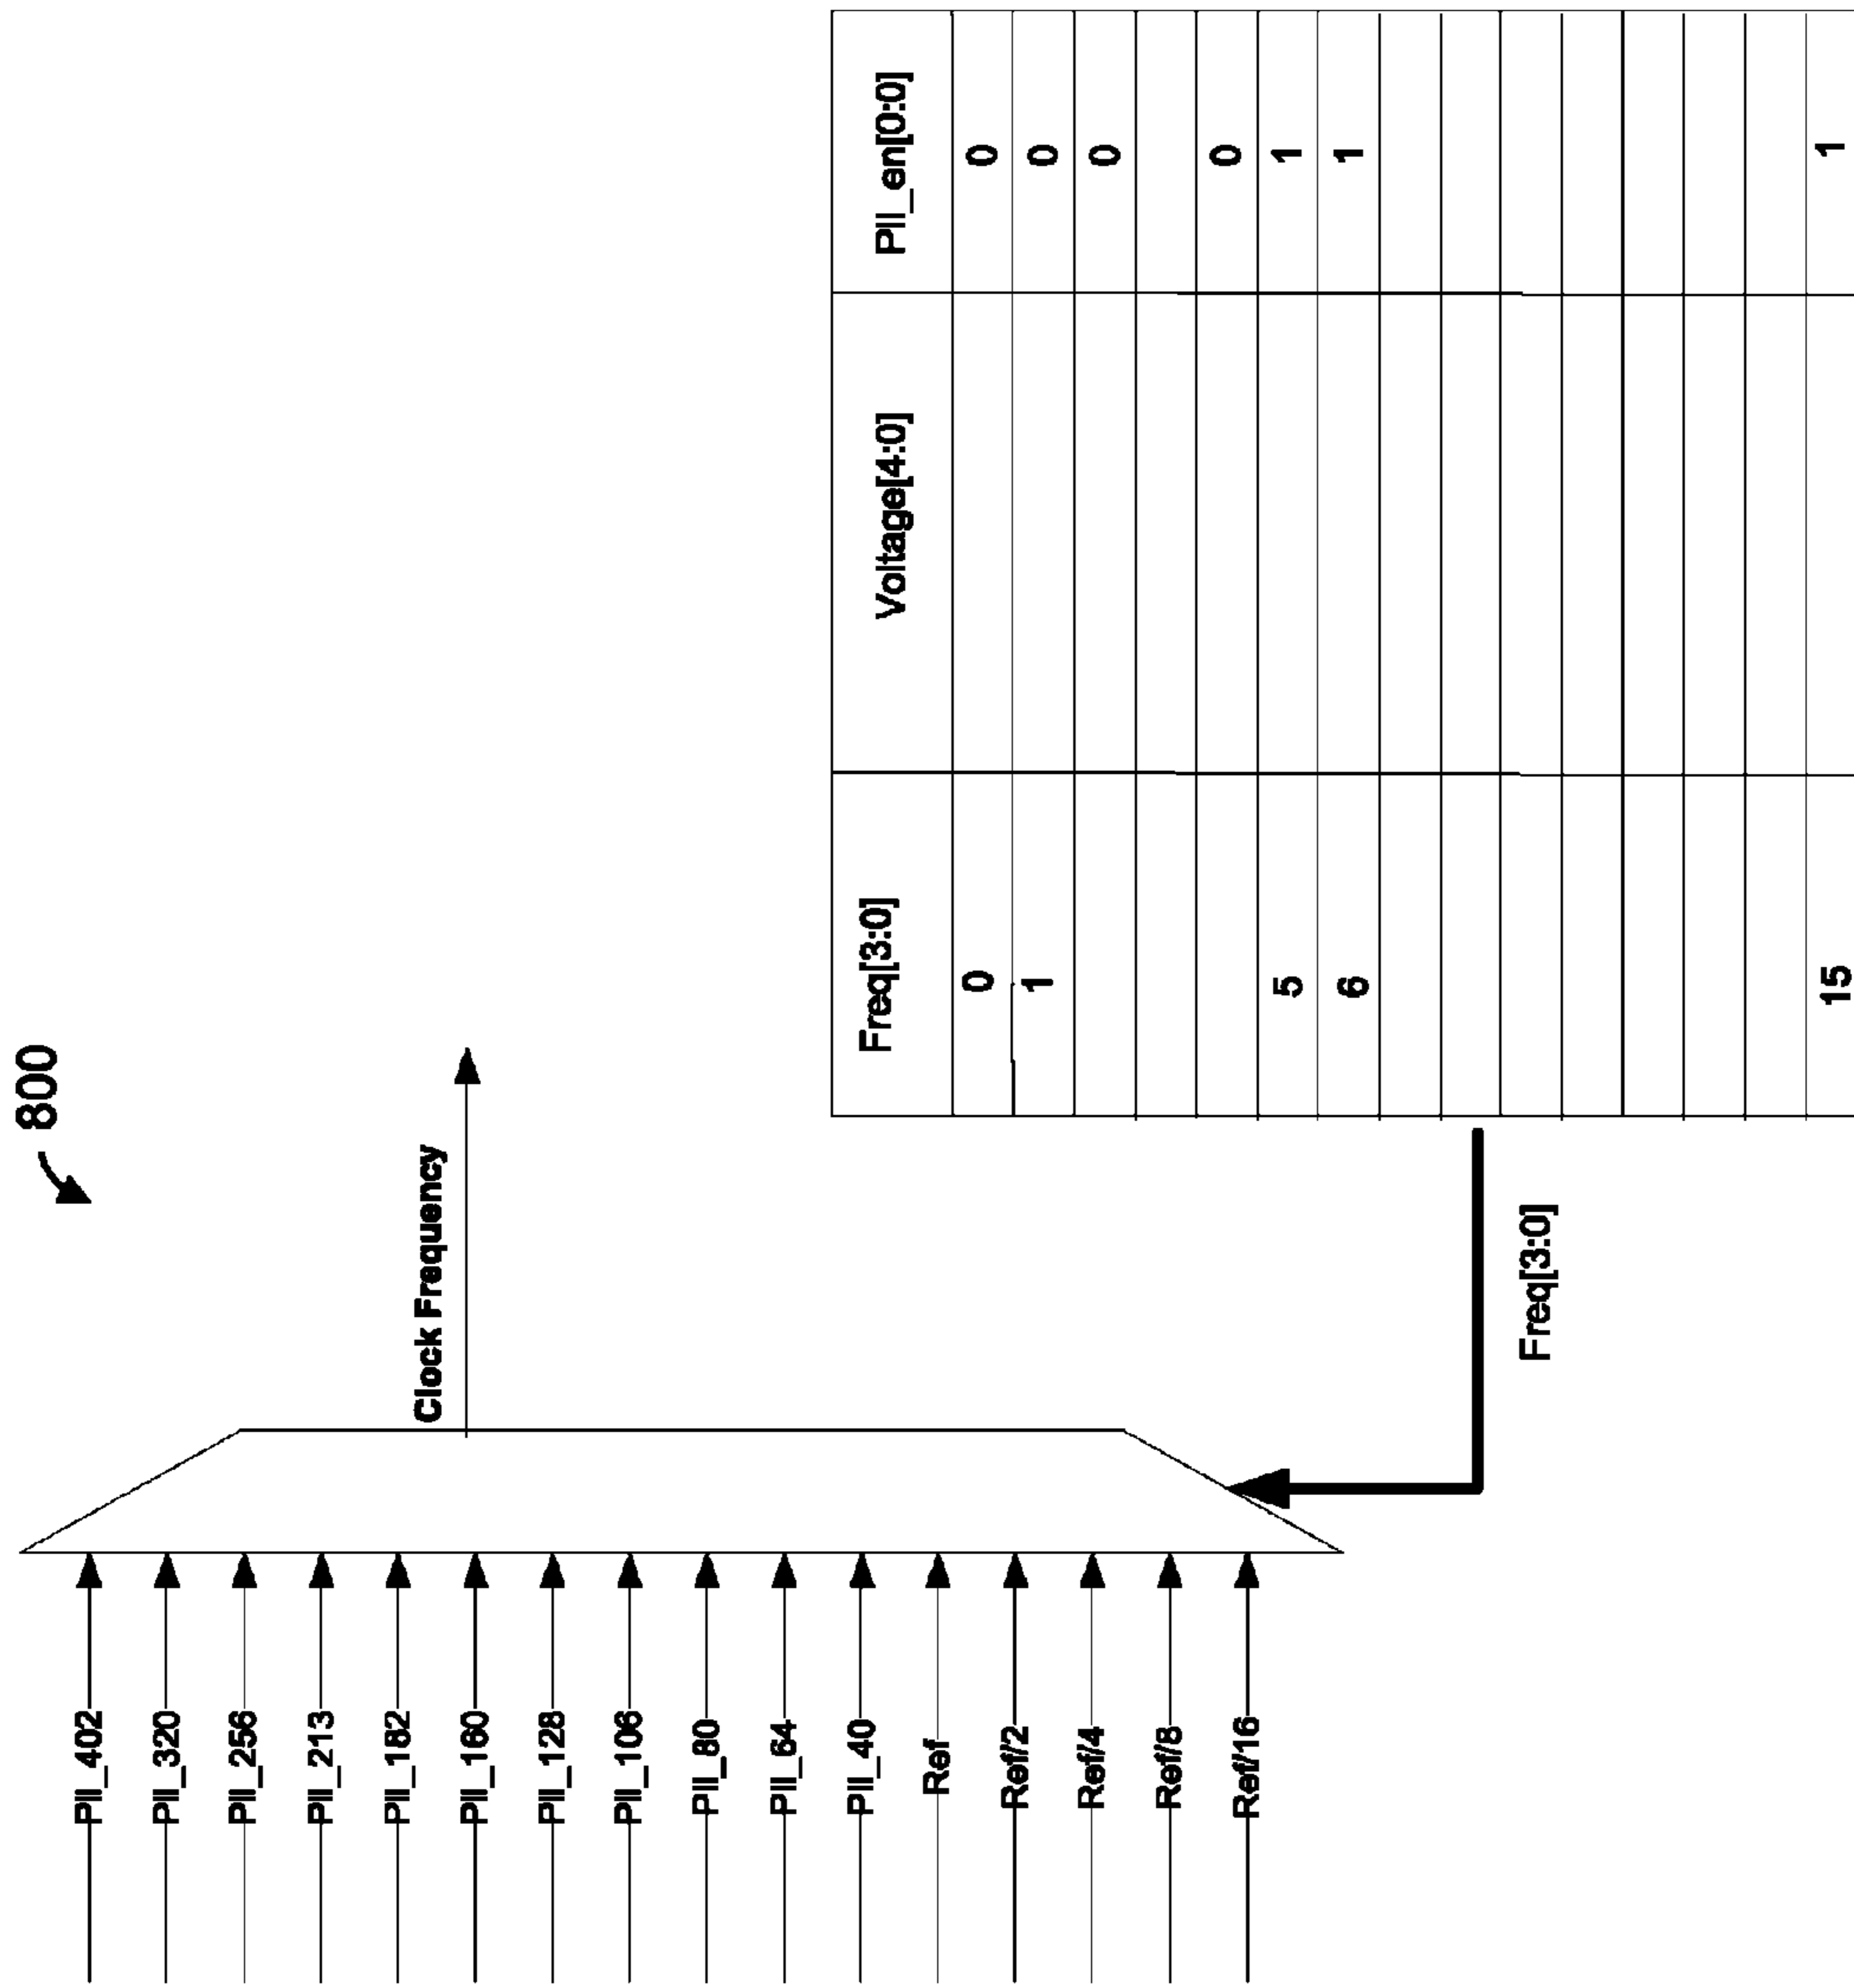 800
Pll_402
Pll_320
Pll_256
Pll_213
Pll_182
Pll_160
Pll_128
Pll_106
Pll_80
Pll_64
Pll_40
Ref
Ref/2
Ref/4
Ref/8
Ref/16
Clock Frequency
Freq[3:0]
Freq[3:0] Voltage[4:0] Pll_en[0:0]
0 0
1 0
0
0
5 1
6 1
15 1